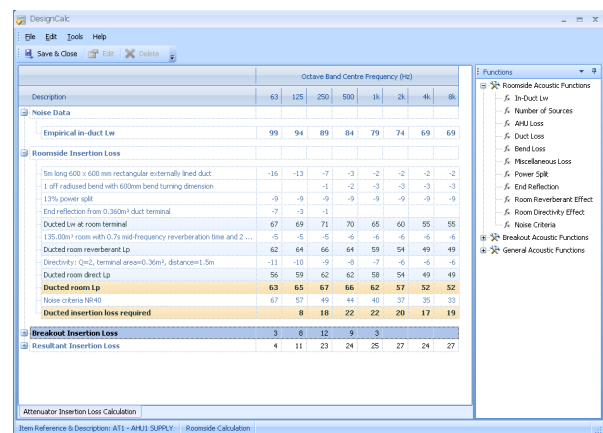 DesignCalc
File Edit Tools Help
Save & Close Edit Delete
Octave Band Centre Frequency (Hz)
Description 63 125 250 500 1k 2k 4k 8k
Noise Data
Empirical in-duct Lw 99 94 89 84 79 74 69 69
Roomside Insertion Loss
5m long 600 x 600 mm rectangular externally lined duct -16 -13 -7 -3 -2 -2 -2 -2
1 off radiused bend with 600mm bend turning dimension -1 -2 -3 -3 -3
13% power split -9 -9 -9 -9 -9 -9 -9 -9
End reflection from 0.360m² duct terminal -7 -3 -1
Ducted Lw at room terminal 67 69 71 70 65 60 55 55
135.00m³ room with 0.7s mid-frequency reverberation time and 2 ... -5 -5 -5 -6 -6 -6 -6 -6
Ducted room reverberant Lp 62 64 66 64 59 54 49 49
Directivity: Q=2, terminal area=0.36m², distance=1.5m -11 -10 -9 -8 -7 -6 -6 -6
Ducted room direct Lp 56 59 62 62 58 54 49 49
Ducted room Lp 63 65 67 66 62 57 52 52
Noise criteria NR40 67 57 49 44 40 37 35 33
Ducted insertion loss required 8 18 22 22 20 17 19
Breakout Insertion Loss 3 8 12 9 3
Resultant Insertion Loss 4 11 23 24 25 27 24 27
Attenuator Insertion Loss Calculation
Item Reference & Description: AT1 - AHU1 SUPPLY. Roomside Calculation
Functions
Roomside Acoustic Functions
fx In-Duct Lw
fx Number of Sources
fx AHU Loss
fx Duct Loss
fx Bend Loss
fx Miscellaneous Loss
fx Power Split
fx End Reflection
fx Room Reverberant Effect
fx Room Directivity Effect
fx Noise Criteria
Breakout Acoustic Functions
General Acoustic Functions